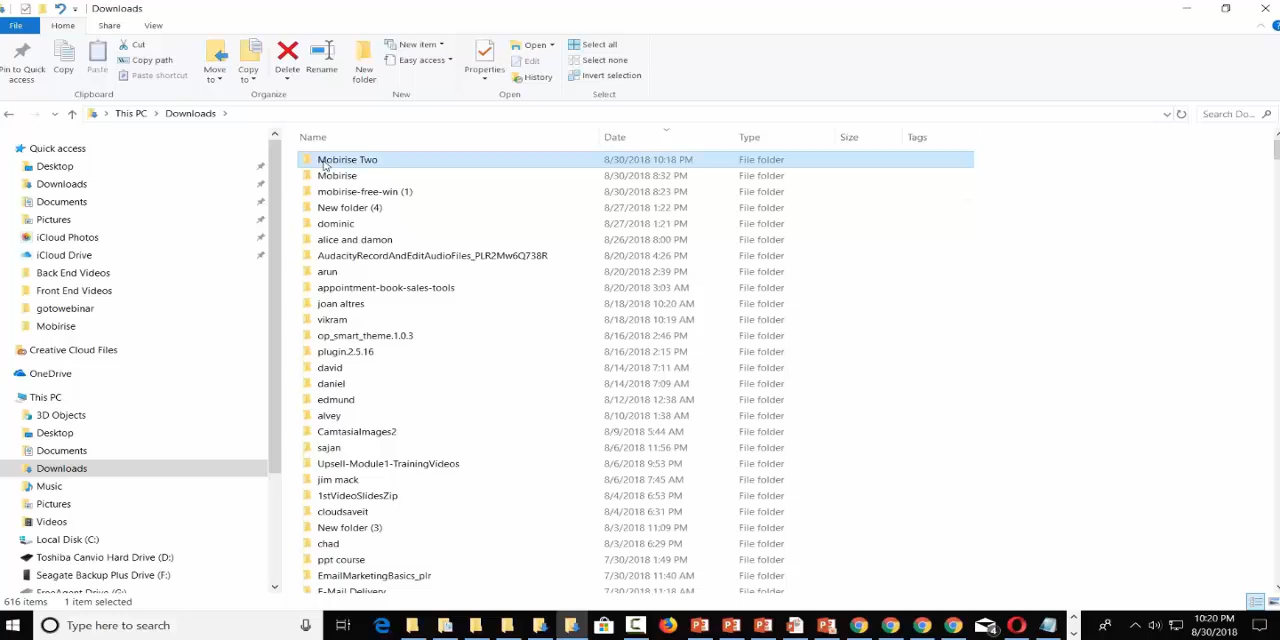 Downloads
File Home Share View
Pin to Quick access
Copy
Paste
Cut
Copy path
Paste shortcut
Clipboard
Move to
Copy to
Delete
Rename
Organize
New folder
New item
Easy access
New
Properties
Open
Edit
History
Open
Select all
Select none
Invert selection
Select
This PC > Downloads >
Search Do...
Quick access
Desktop
Downloads
Documents
Pictures
iCloud Photos
iCloud Drive
Back End Videos
Front End Videos
gotowebinar
Mobirise
Creative Cloud Files
OneDrive
This PC
3D Objects
Desktop
Documents
Downloads
Music
Pictures
Videos
Local Disk (C:)
Toshiba Canvio Hard Drive (D:)
Seagate Backup Plus Drive (F:)
FreeAgent Drive (G:)
Name Date Type Size Tags
Mobirise Two 8/30/2018 10:18 PM File folder
Mobirise 8/30/2018 8:32 PM File folder
mobirise-free-win (1) 8/30/2018 8:23 PM File folder
New folder (4) 8/27/2018 1:22 PM File folder
dominic 8/27/2018 1:21 PM File folder
alice and damon 8/26/2018 8:00 PM File folder
AudacityRecordAndEditAudioFiles_PLR2Mw6Q738R 8/20/2018 4:26 PM File folder
arun 8/20/2018 2:39 PM File folder
appointment-book-sales-tools 8/20/2018 3:03 AM File folder
joan altres 8/18/2018 10:20 AM File folder
vikram 8/18/2018 10:19 AM File folder
op_smart_theme.1.0.3 8/16/2018 2:46 PM File folder
plugin.2.5.16 8/16/2018 2:15 PM File folder
david 8/14/2018 7:11 AM File folder
daniel 8/14/2018 7:09 AM File folder
edmund 8/12/2018 12:38 AM File folder
alvey 8/10/2018 1:38 AM File folder
CamtasiaImages2 8/9/2018 5:44 AM File folder
sajan 8/6/2018 11:56 PM File folder
Upsell-Module1-TrainingVideos 8/6/2018 9:53 PM File folder
jim mack 8/6/2018 7:45 AM File folder
1stVideoSlidesZip 8/4/2018 6:53 PM File folder
cloudsaveit 8/4/2018 6:31 PM File folder
New folder (3) 8/3/2018 11:09 PM File folder
chad 8/3/2018 6:29 PM File folder
ppt course 7/30/2018 1:49 PM File folder
EmailMarketingBasics_plr 7/30/2018 11:40 AM File folder
E-Mail Delivery 7/30/2018 11:18 AM File folder
616 items 1 item selected
Type here to search
4
10:20 PM
8/30/2018